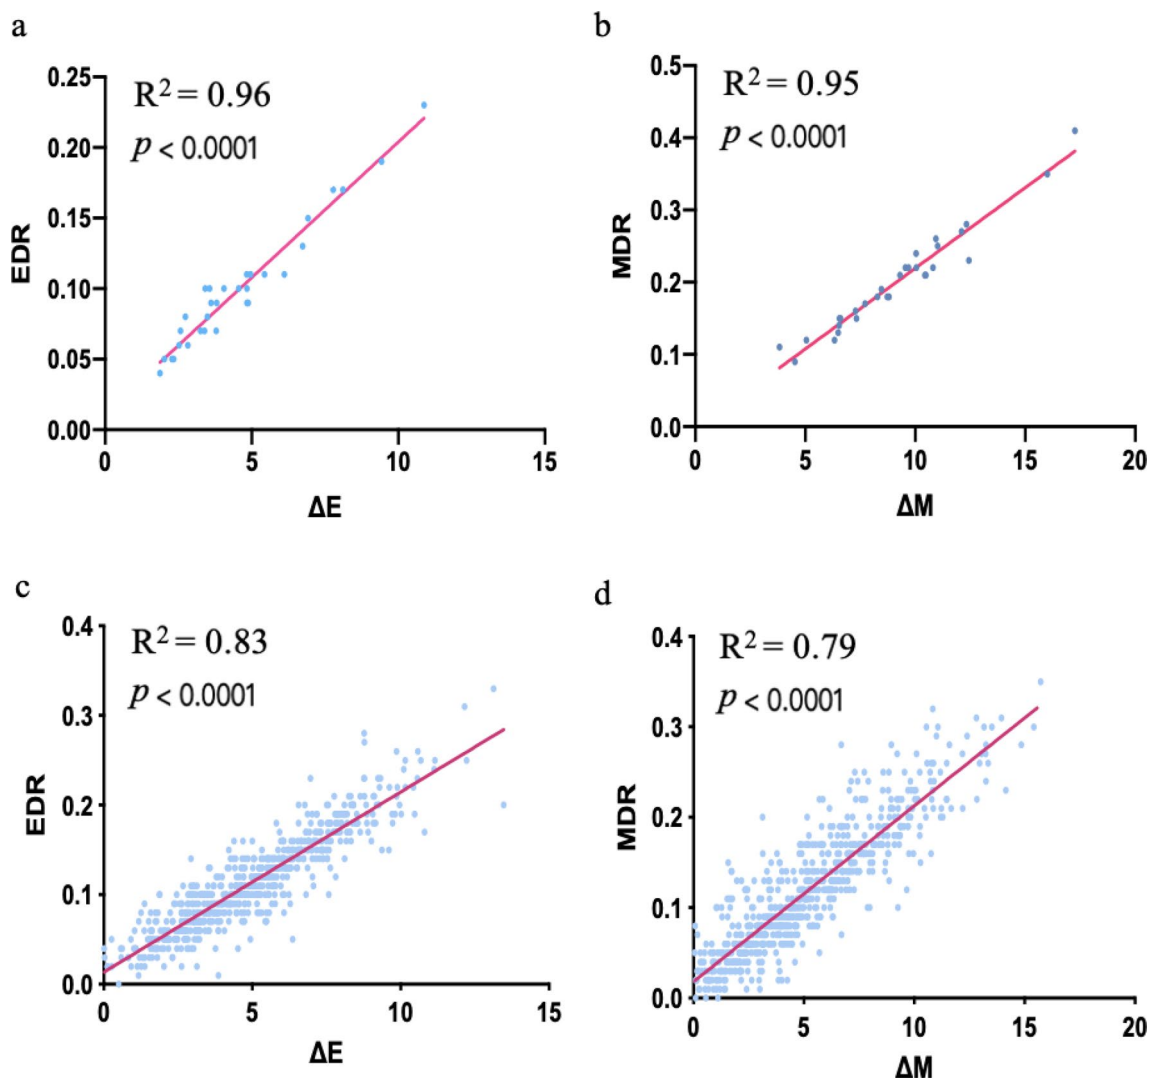 a
R² = 0.96
p < 0.0001
EDR
0.25
0.20
0.15
0.10
0.05
0.00
0 5 10 15
ΔE
b
R² = 0.95
p < 0.0001
MDR
0.5
0.4
0.3
0.2
0.1
0.0
0 5 10 15 20
ΔM
c
R² = 0.83
p < 0.0001
EDR
0.4
0.3
0.2
0.1
0.0
0 5 10 15
ΔE
d
R² = 0.79
p < 0.0001
MDR
0.4
0.3
0.2
0.1
0.0
0 5 10 15 20
ΔM